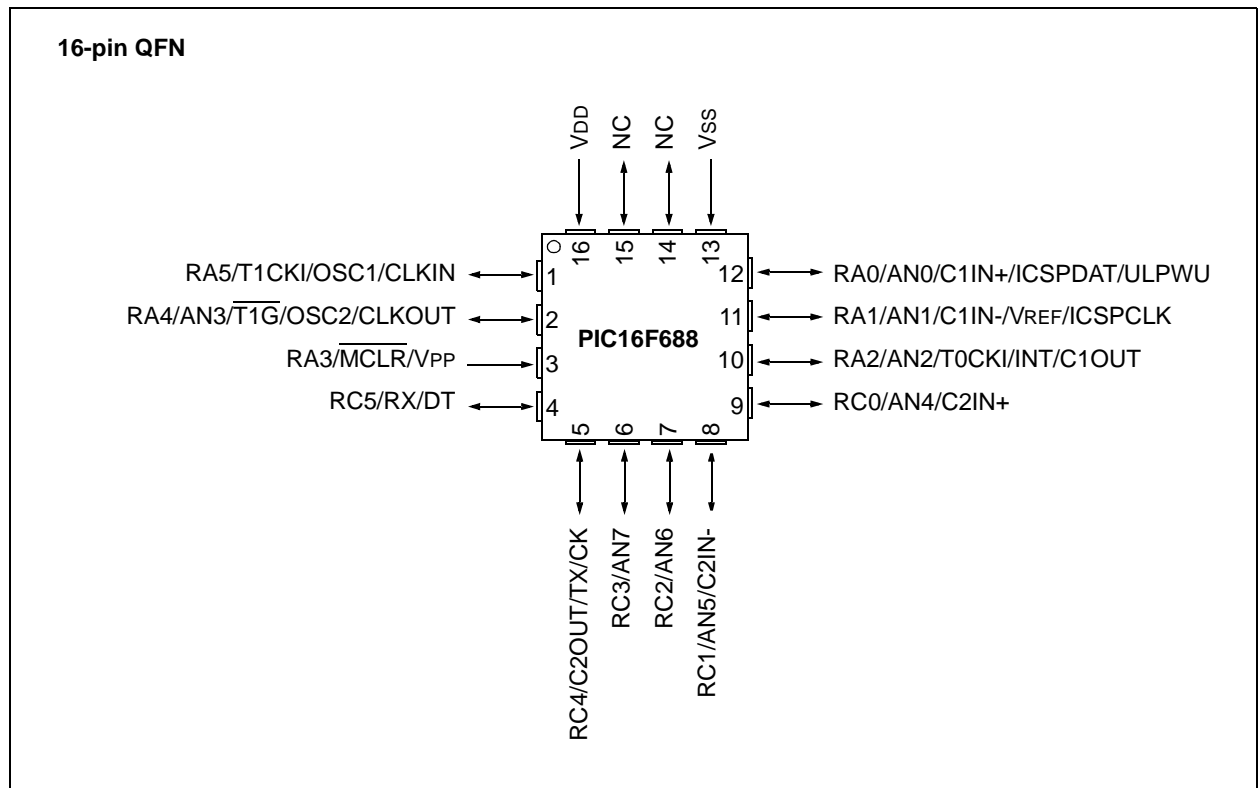 16-pin QFN
VDD
NC
NC
VSS
16
15
14
13
RA5/T1CKI/OSC1/CLKIN
1
RA4/AN3/T1G/OSC2/CLKOUT
2
RA3/MCLR/VPP
3
RC5/RX/DT
4
PIC16F688
12
RA0/AN0/C1IN+/ICSPDAT/ULPWU
11
RA1/AN1/C1IN-/VREF/ICSPCLK
10
RA2/AN2/T0CKI/INT/C1OUT
9
RC0/AN4/C2IN+
5
6
7
8
RC4/C2OUT/TX/CK
RC3/AN7
RC2/AN6
RC1/AN5/C2IN-